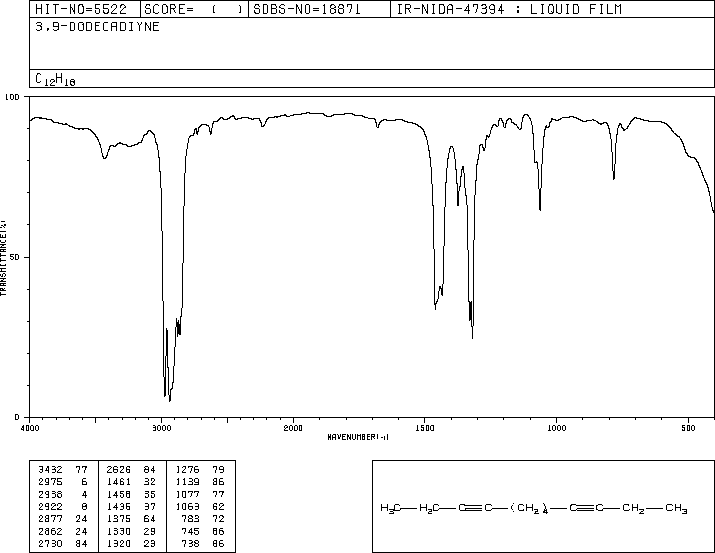 HIT-NO=5522 SCORE= ( ) SDBS-NO=18871 IR-NIDA-47394 : LIQUID FILM
3,9-DODECADIYNE
C12H18
100
50
0
TRANSMITTANCE(%)
4000 3000 2000 1500 1000 500
WAVENUMBER(-1)
3432 77 2626 84 1276 79
2975 6 1461 32 1139 86
2938 4 1458 35 1077 77
2922 8 1436 37 1063 62
2877 24 1375 64 783 72
2862 24 1330 29 745 86
2730 84 1320 23 738 86
H3C—H2C—C≡C—(CH2)4—C≡C—CH2—CH3